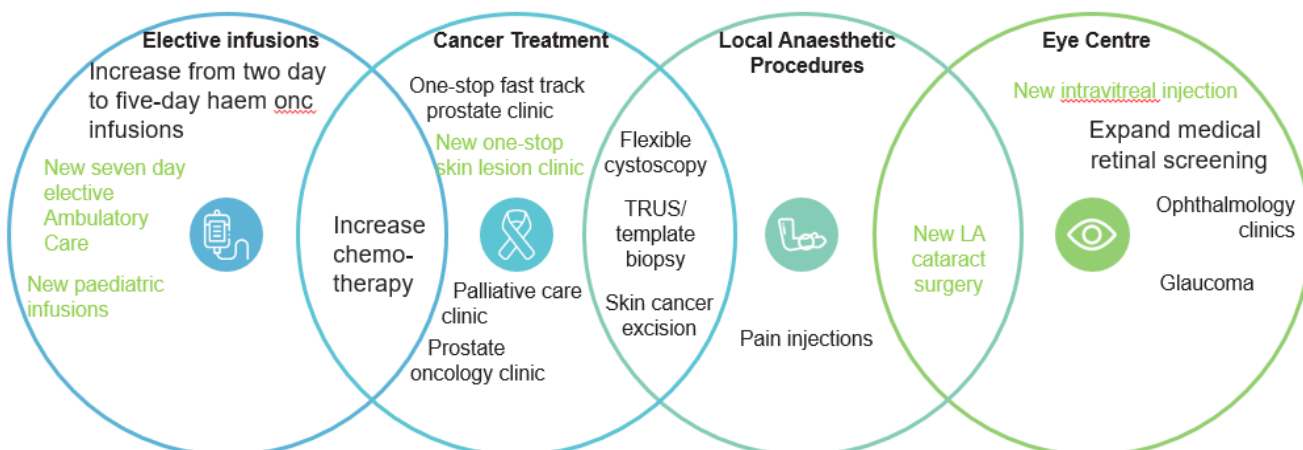 Elective infusions
Increase from two day
to five-day haem onc
infusions
New seven day
elective
Ambulatory
Care
New paediatric
infusions
Increase
chemo-
therapy
Cancer Treatment
One-stop fast track
prostate clinic
New one-stop
skin lesion clinic
Palliative care
clinic
Prostate
oncology clinic
Flexible
cystoscopy
TRUS/
template
biopsy
Skin cancer
excision
Local Anaesthetic
Procedures
Pain injections
New LA
cataract
surgery
Eye Centre
New intravitreal injection
Expand medical
retinal screening
Ophthalmology
clinics
Glaucoma